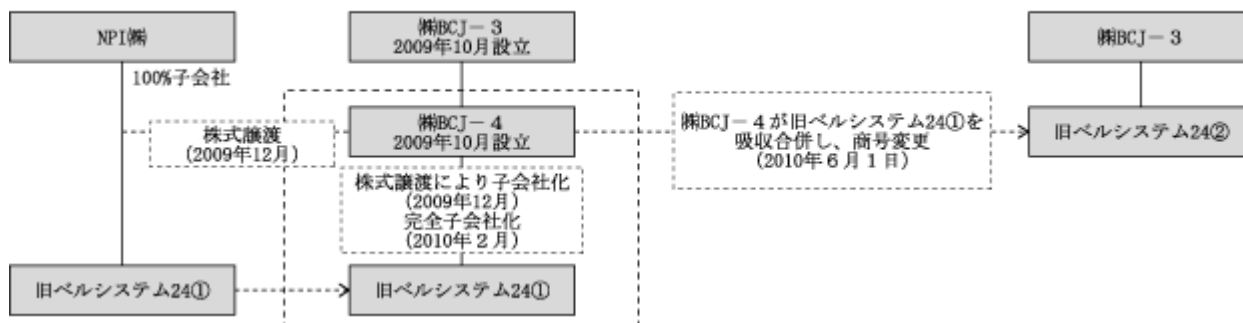 NPI㈱
100%子会社
株式譲渡
(2009年12月)
旧ベルシステム24①
㈱BCJ－3
2009年10月設立
㈱BCJ－4
2009年10月設立
株式譲渡により子会社化
(2009年12月)
完全子会社化
(2010年２月)
旧ベルシステム24①
㈱BCJ－４が旧ベルシステム24①を
吸収合併し、商号変更
(2010年６月１日)
㈱BCJ－３
旧ベルシステム24②